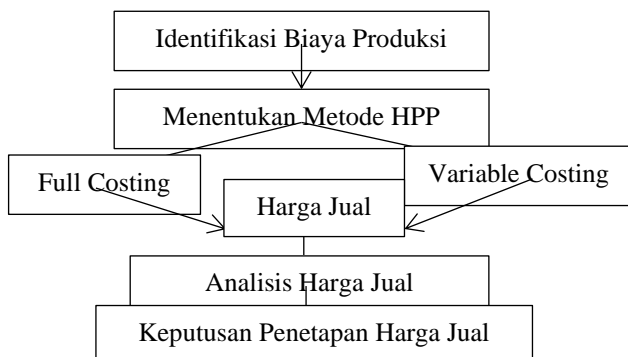 Identifikasi Biaya Produksi
Menentukan Metode HPP
Full Costing
Variable Costing
Harga Jual
Analisis Harga Jual
Keputusan Penetapan Harga Jual